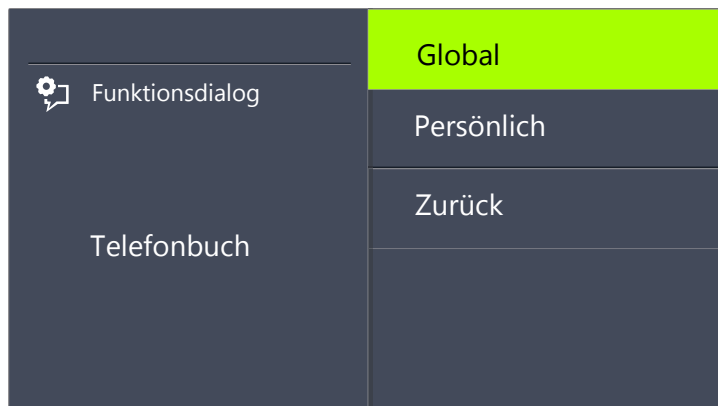 Funktionsdialog
Telefonbuch
Global
Persönlich
Zurück